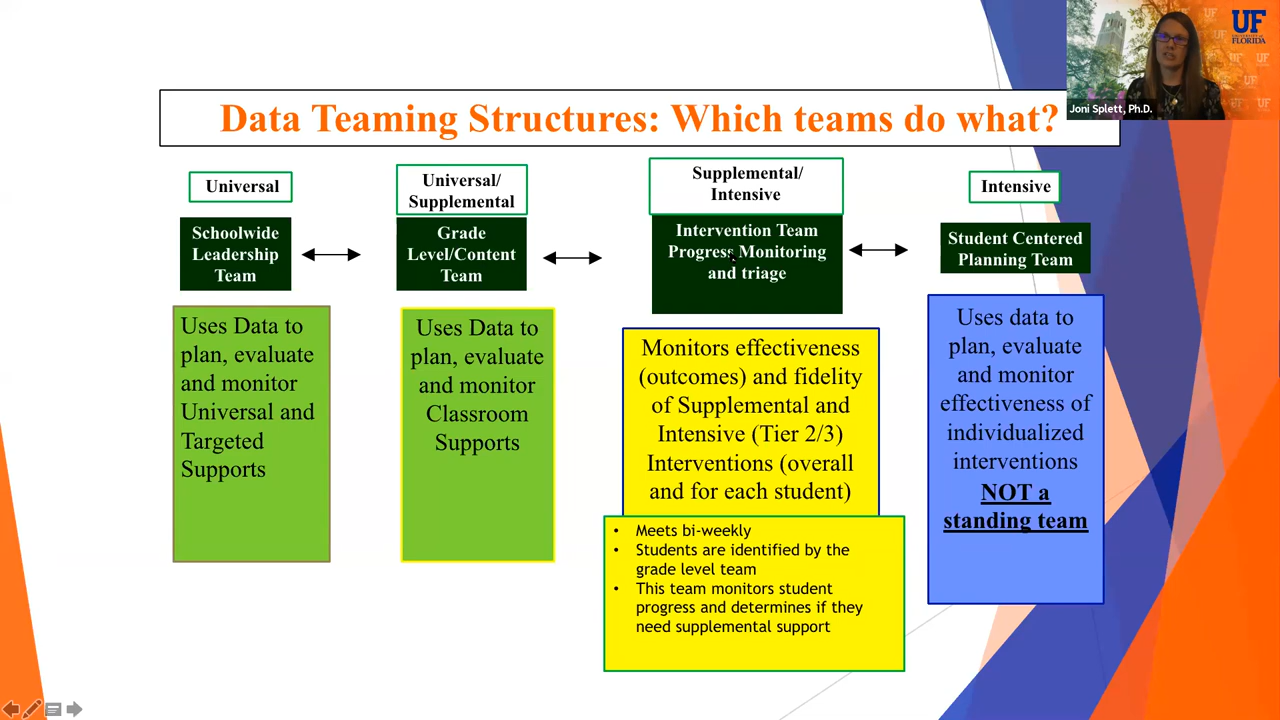 Data Teaming Structures: Which teams do what?
UF
UNIVERSITY of
FLORIDA
UF
Joni Splett, Ph.D.
Universal
Schoolwide
Leadership
Team
Uses Data to
plan, evaluate
and monitor
Universal and
Targeted
Supports
Universal/
Supplemental
Grade
Level/Content
Team
Uses Data to
plan, evaluate
and monitor
Classroom
Supports
Supplemental/
Intensive
Intervention Team
Progress Monitoring
and triage
Monitors effectiveness
(outcomes) and fidelity
of Supplemental and
Intensive (Tier 2/3)
Interventions (overall
and for each student)
• Meets bi-weekly
• Students are identified by the
grade level team
• This team monitors student
progress and determines if they
need supplemental support
Intensive
Student Centered
Planning Team
Uses data to
plan, evaluate
and monitor
effectiveness of
individualized
interventions
NOT a
standing team